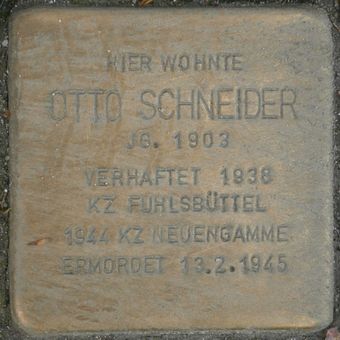 HIER WOHNTE
OTTO SCHNEIDER
JG. 1903
VERHAFTET 1938
KZ FUHLSBÜTTEL
1944 KZ NEUENGAMME
ERMORDET 13.2.1945